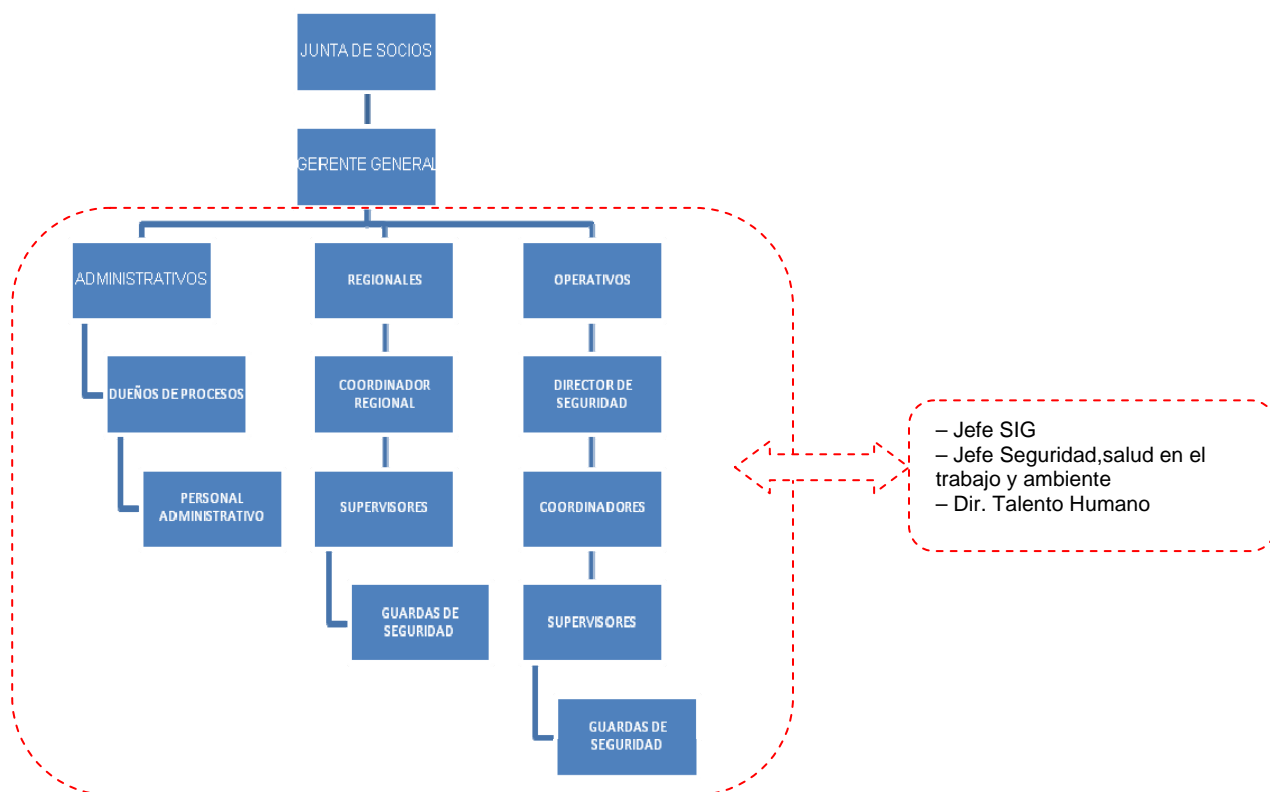 JUNTA DE SOCIOS
GERENTE GENERAL
ADMINISTRATIVOS
REGIONALES
OPERATIVOS
DUEÑOS DE PROCESOS
COORDINADOR
REGIONAL
DIRECTOR DE
SEGURIDAD
PERSONAL
ADMINISTRATIVO
SUPERVISORES
COORDINADORES
GUARDAS DE
SEGURIDAD
SUPERVISORES
GUARDAS DE
SEGURIDAD
– Jefe SIG
– Jefe Seguridad,salud en el
trabajo y ambiente
– Dir. Talento Humano